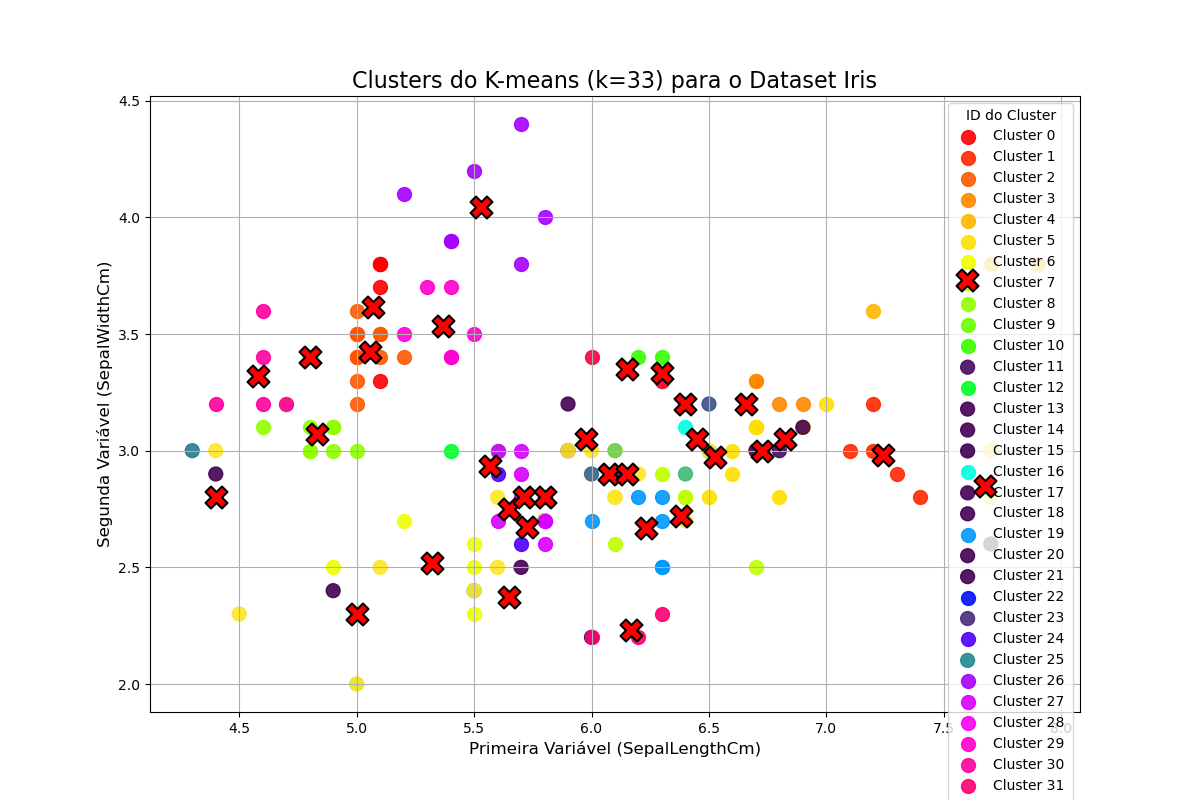 Clusters do K-means (k=33) para o Dataset Iris
4.5
4.0
3.5
3.0
2.5
2.0
Segunda Variável (SepalWidthCm)
4.5
5.0
5.5
6.0
6.5
7.0
7.5
8.0
Primeira Variável (SepalLengthCm)
ID do Cluster
Cluster 0
Cluster 1
Cluster 2
Cluster 3
Cluster 4
Cluster 5
Cluster 6
Cluster 7
Cluster 8
Cluster 9
Cluster 10
Cluster 11
Cluster 12
Cluster 13
Cluster 14
Cluster 15
Cluster 16
Cluster 17
Cluster 18
Cluster 19
Cluster 20
Cluster 21
Cluster 22
Cluster 23
Cluster 24
Cluster 25
Cluster 26
Cluster 27
Cluster 28
Cluster 29
Cluster 30
Cluster 31